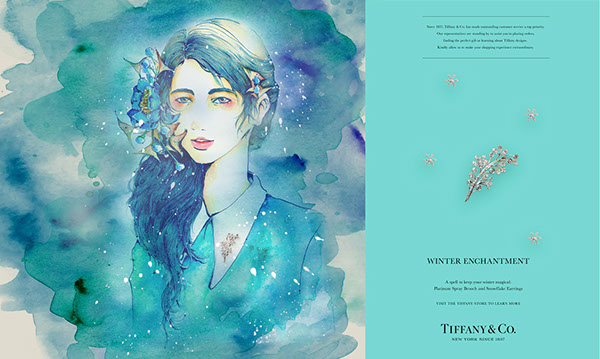 Since 1837, Tiffany & Co. has made outstanding customer service a top priority.
Our representatives are standing by to assist you in placing orders,
finding the perfect gift or learning about Tiffany designs.
Kindly allow us to make your shopping experience extraordinary.
WINTER ENCHANTMENT
A spell to keep your winter magical:
Platinum Spray Brooch and Snowflake Earrings
VISIT THE TIFFANY STORE TO LEARN MORE
TIFFANY & CO.
NEW YORK SINCE 1837